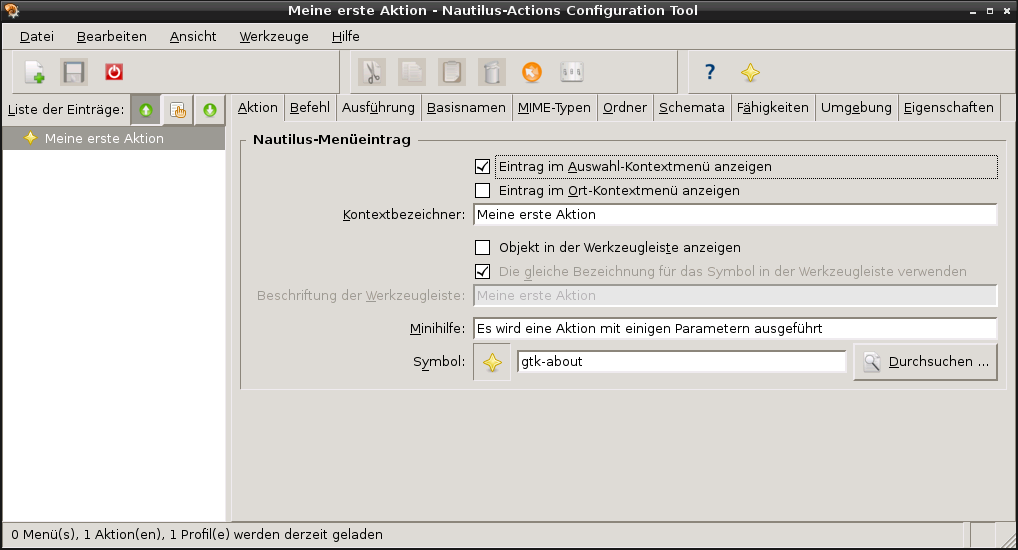 Meine erste Aktion - Nautilus-Actions Configuration Tool
Datei Bearbeiten Ansicht Werkzeuge Hilfe
Liste der Einträge:
Aktion Befehl Ausführung Basisnamen MIME-Typen Ordner Schemata Fähigkeiten Umgebung Eigenschaften
Meine erste Aktion
Nautilus-Menüeintrag
Eintrag im Auswahl-Kontextmenü anzeigen
Eintrag im Ort-Kontextmenü anzeigen
Kontextbezeichner: Meine erste Aktion
Objekt in der Werkzeugleiste anzeigen
Die gleiche Bezeichnung für das Symbol in der Werkzeugleiste verwenden
Beschriftung der Werkzeugleiste: Meine erste Aktion
Minihilfe: Es wird eine Aktion mit einigen Parametern ausgeführt
Symbol: gtk-about Durchsuchen ...
0 Menü(s), 1 Aktion(en), 1 Profil(e) werden derzeit geladen